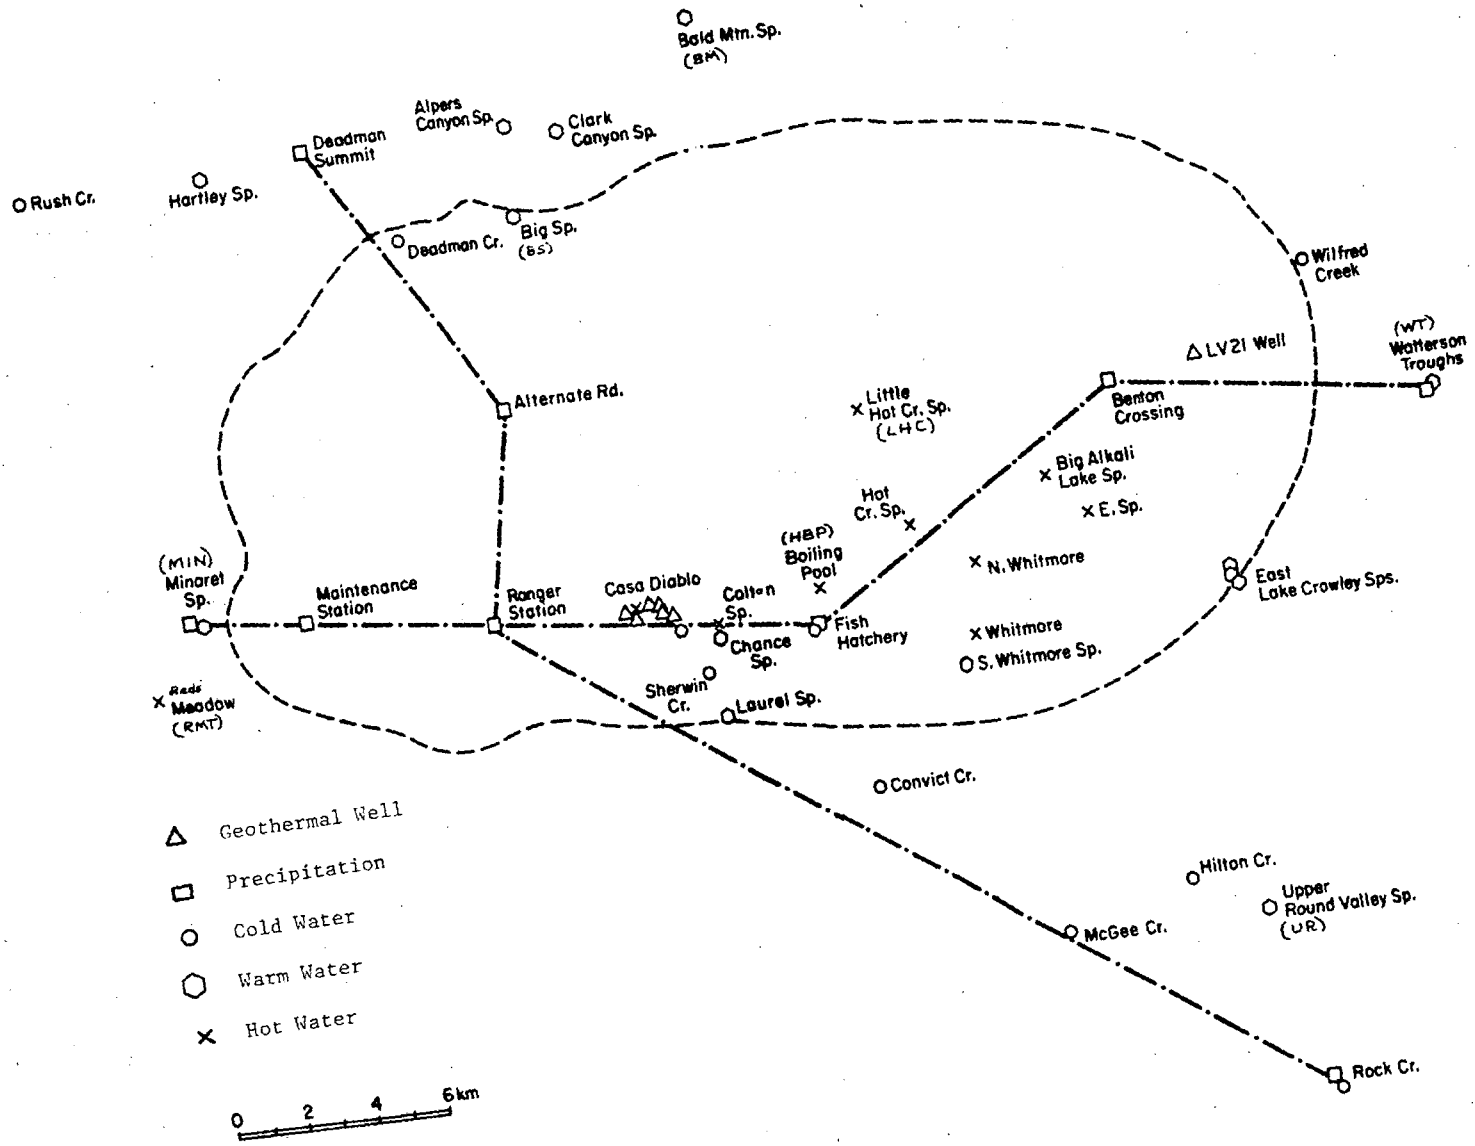 Bald Mtn. Sp.
(BM)
Alpers
Canyon Sp.
Clark
Canyon Sp.
Deadman
Summit
Rush Cr.
Hartley Sp.
Big Sp.
(BS)
Deadman Cr.
Wilfred
Creek
(WT)
Watterson
Troughs
LV21 Well
Benton
Crossing
Alternate Rd.
Little
Hot Cr. Sp.
(LHC)
Big Alkali
Lake Sp.
Hot
Cr. Sp.
E. Sp.
(HBP)
Boiling
Pool
N. Whitmore
East
Lake Crowley Sps.
(MIN)
Minaret
Sp.
Maintenance
Station
Ranger
Station
Casa Diablo
Colton
Sp.
Chance
Sp.
Fish
Hatchery
Whitmore
S. Whitmore Sp.
Reds
Meadow
(RMT)
Sherwin
Cr.
Laurel Sp.
Convict Cr.
Hilton Cr.
Upper
Round Valley Sp.
(UR)
McGee Cr.
Rock Cr.
Geothermal Well
Precipitation
Cold Water
Warm Water
Hot Water
0 2 4 6 km